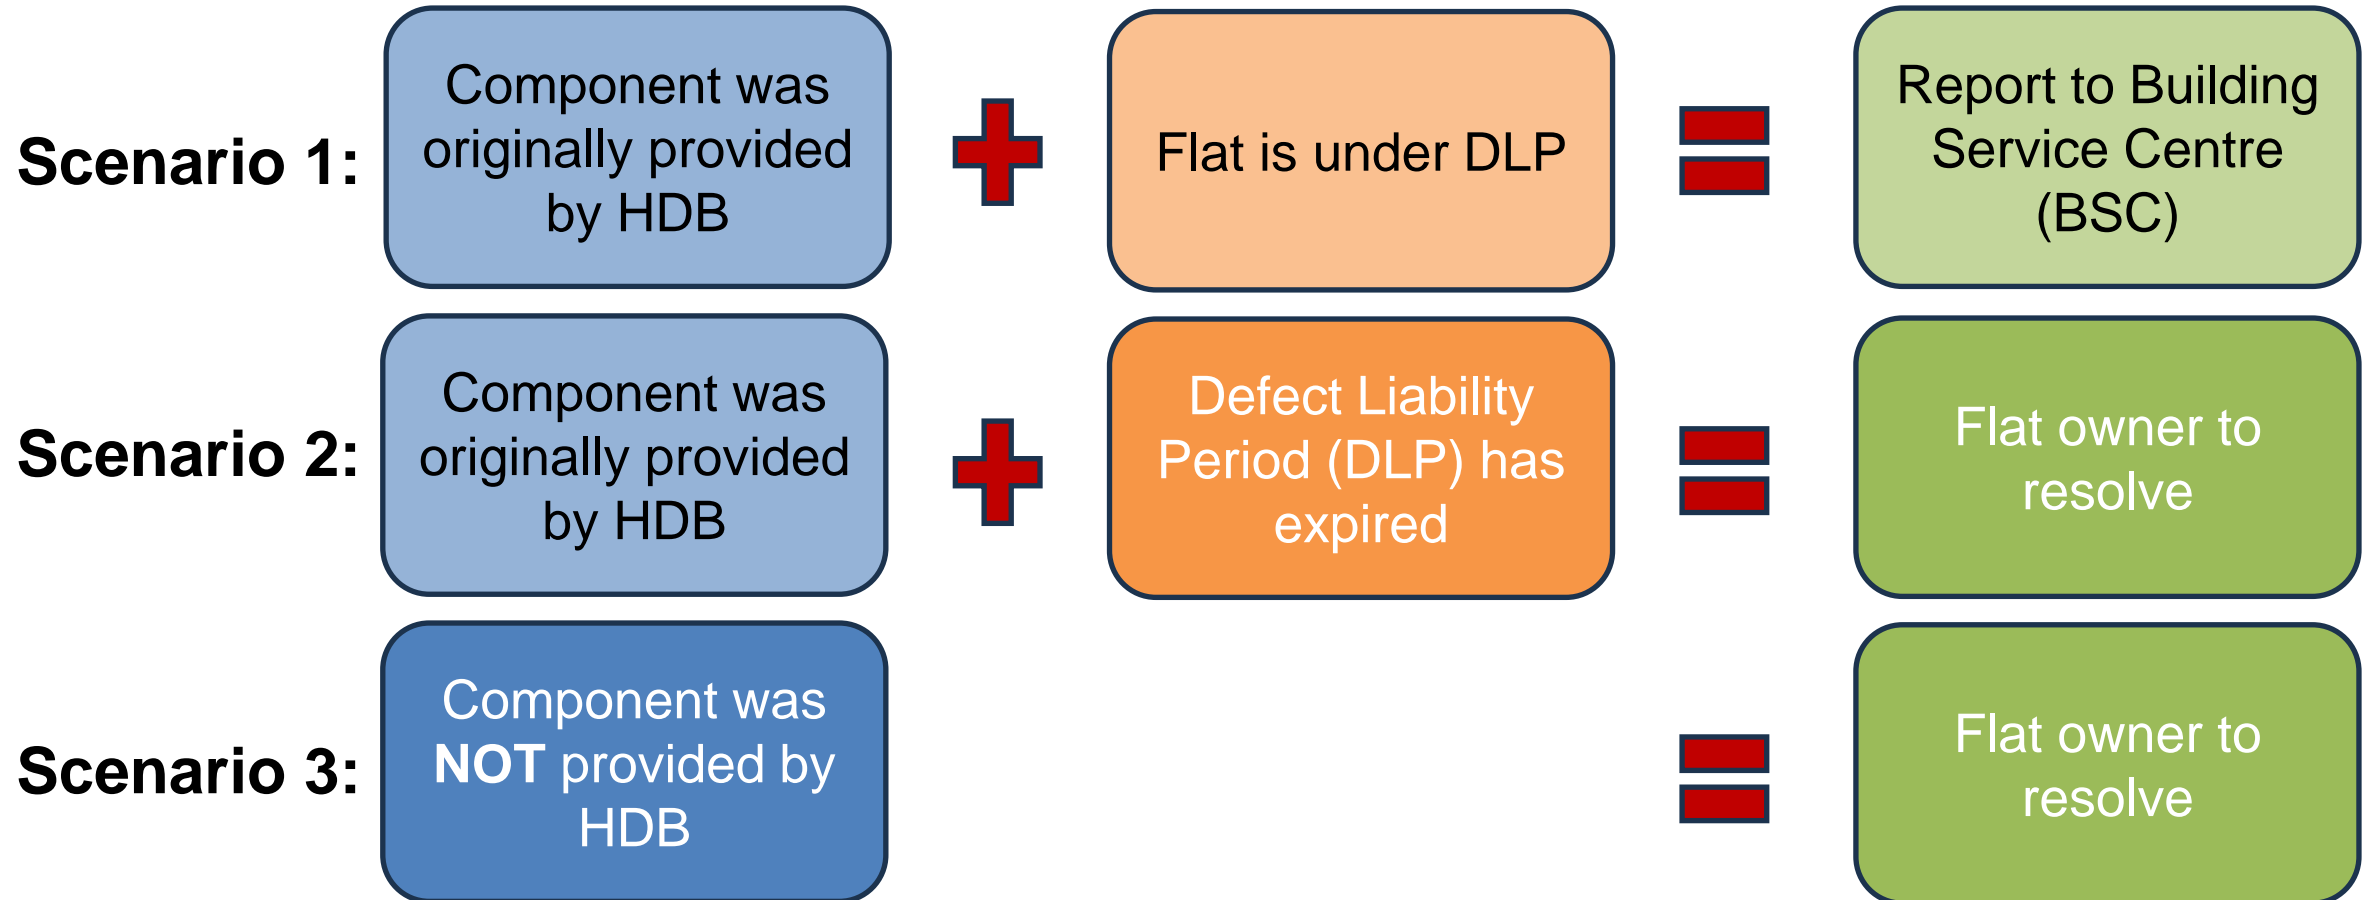 Scenario 1:
Component was
originally provided
by HDB
Flat is under DLP
Report to Building
Service Centre
(BSC)
Scenario 2:
Component was
originally provided
by HDB
Defect Liability
Period (DLP) has
expired
Flat owner to
resolve
Scenario 3:
Component was
NOT provided by
HDB
Flat owner to
resolve